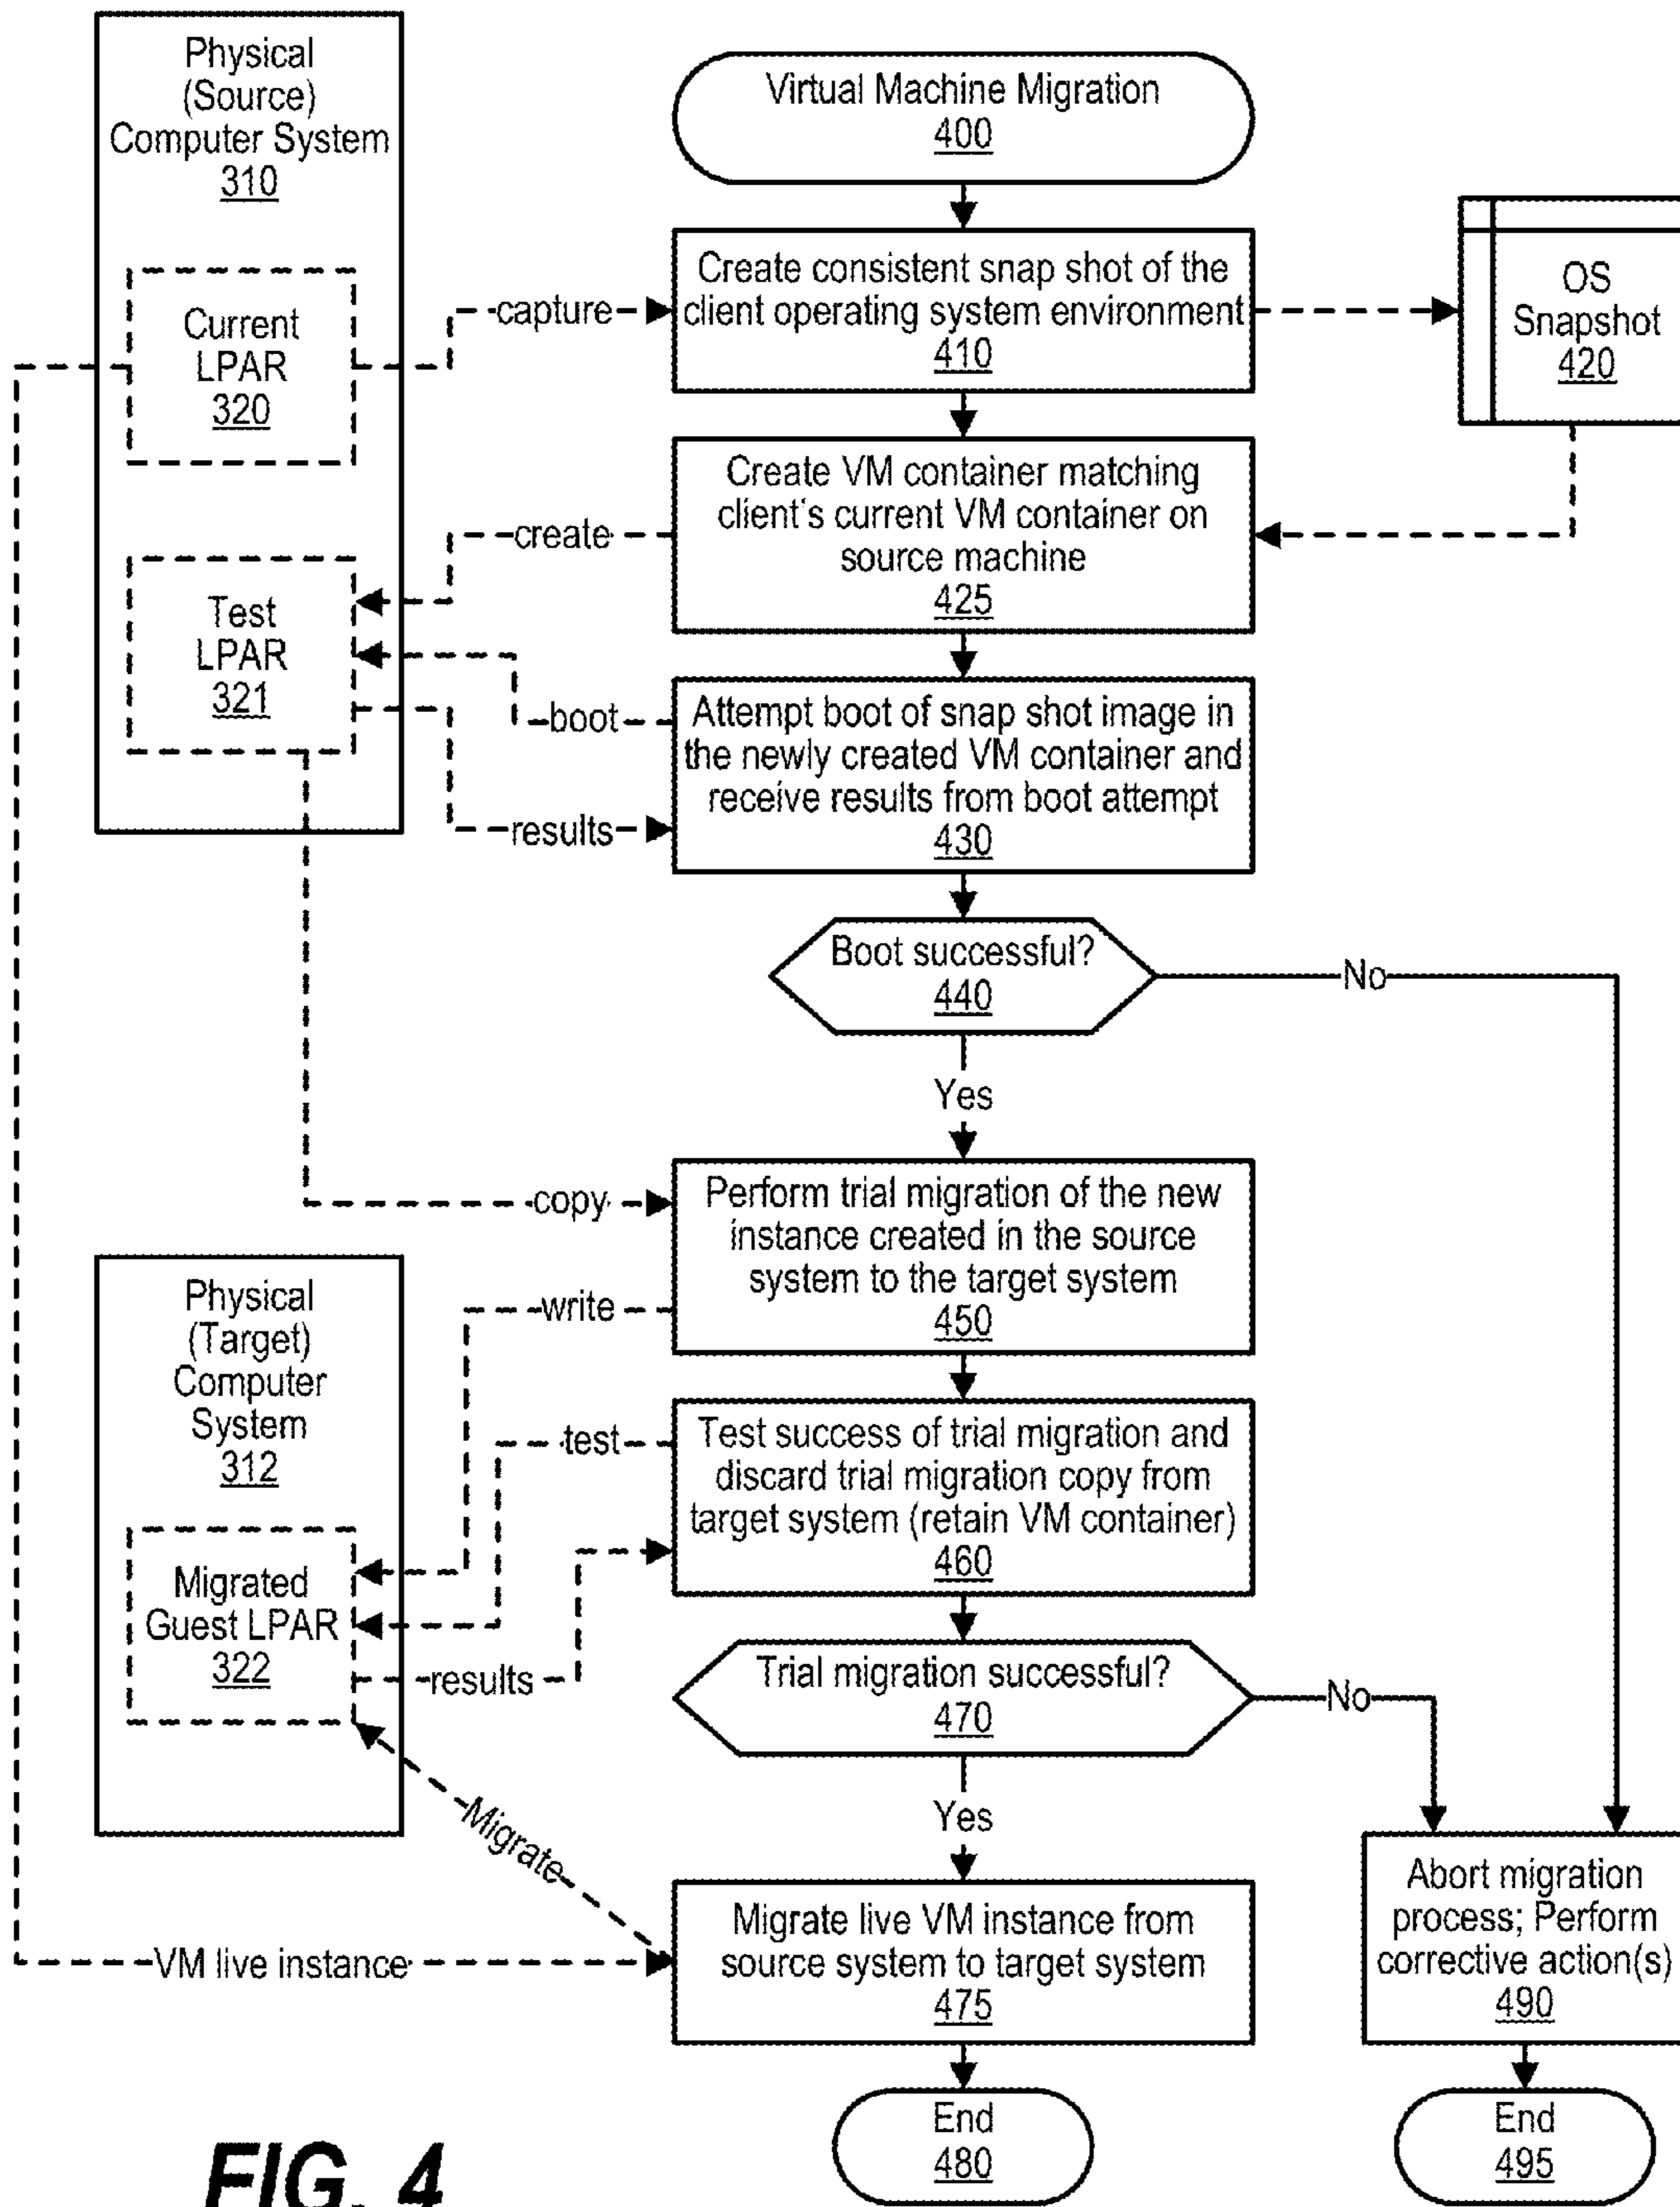 Physical
(Source)
Computer System
310
Virtual Machine Migration
400
Current
LPAR
320
capture
Create consistent snap shot of the
client operating system environment
410
OS
Snapshot
420
Create VM container matching
client's current VM container on
source machine
425
create
Test
LPAR
321
boot
results
Attempt boot of snap shot image in
the newly created VM container and
receive results from boot attempt
430
Boot successful?
440
No
Yes
copy
Perform trial migration of the new
instance created in the source
system to the target system
450
write
Physical
(Target)
Computer
System
312
test
Test success of trial migration and
discard trial migration copy from
target system (retain VM container)
460
Migrated
Guest LPAR
322
results
Trial migration successful?
470
No
Yes
Migrate
VM live instance
Migrate live VM instance from
source system to target system
475
Abort migration
process; Perform
corrective action(s)
490
End
480
End
495
FIG. 4